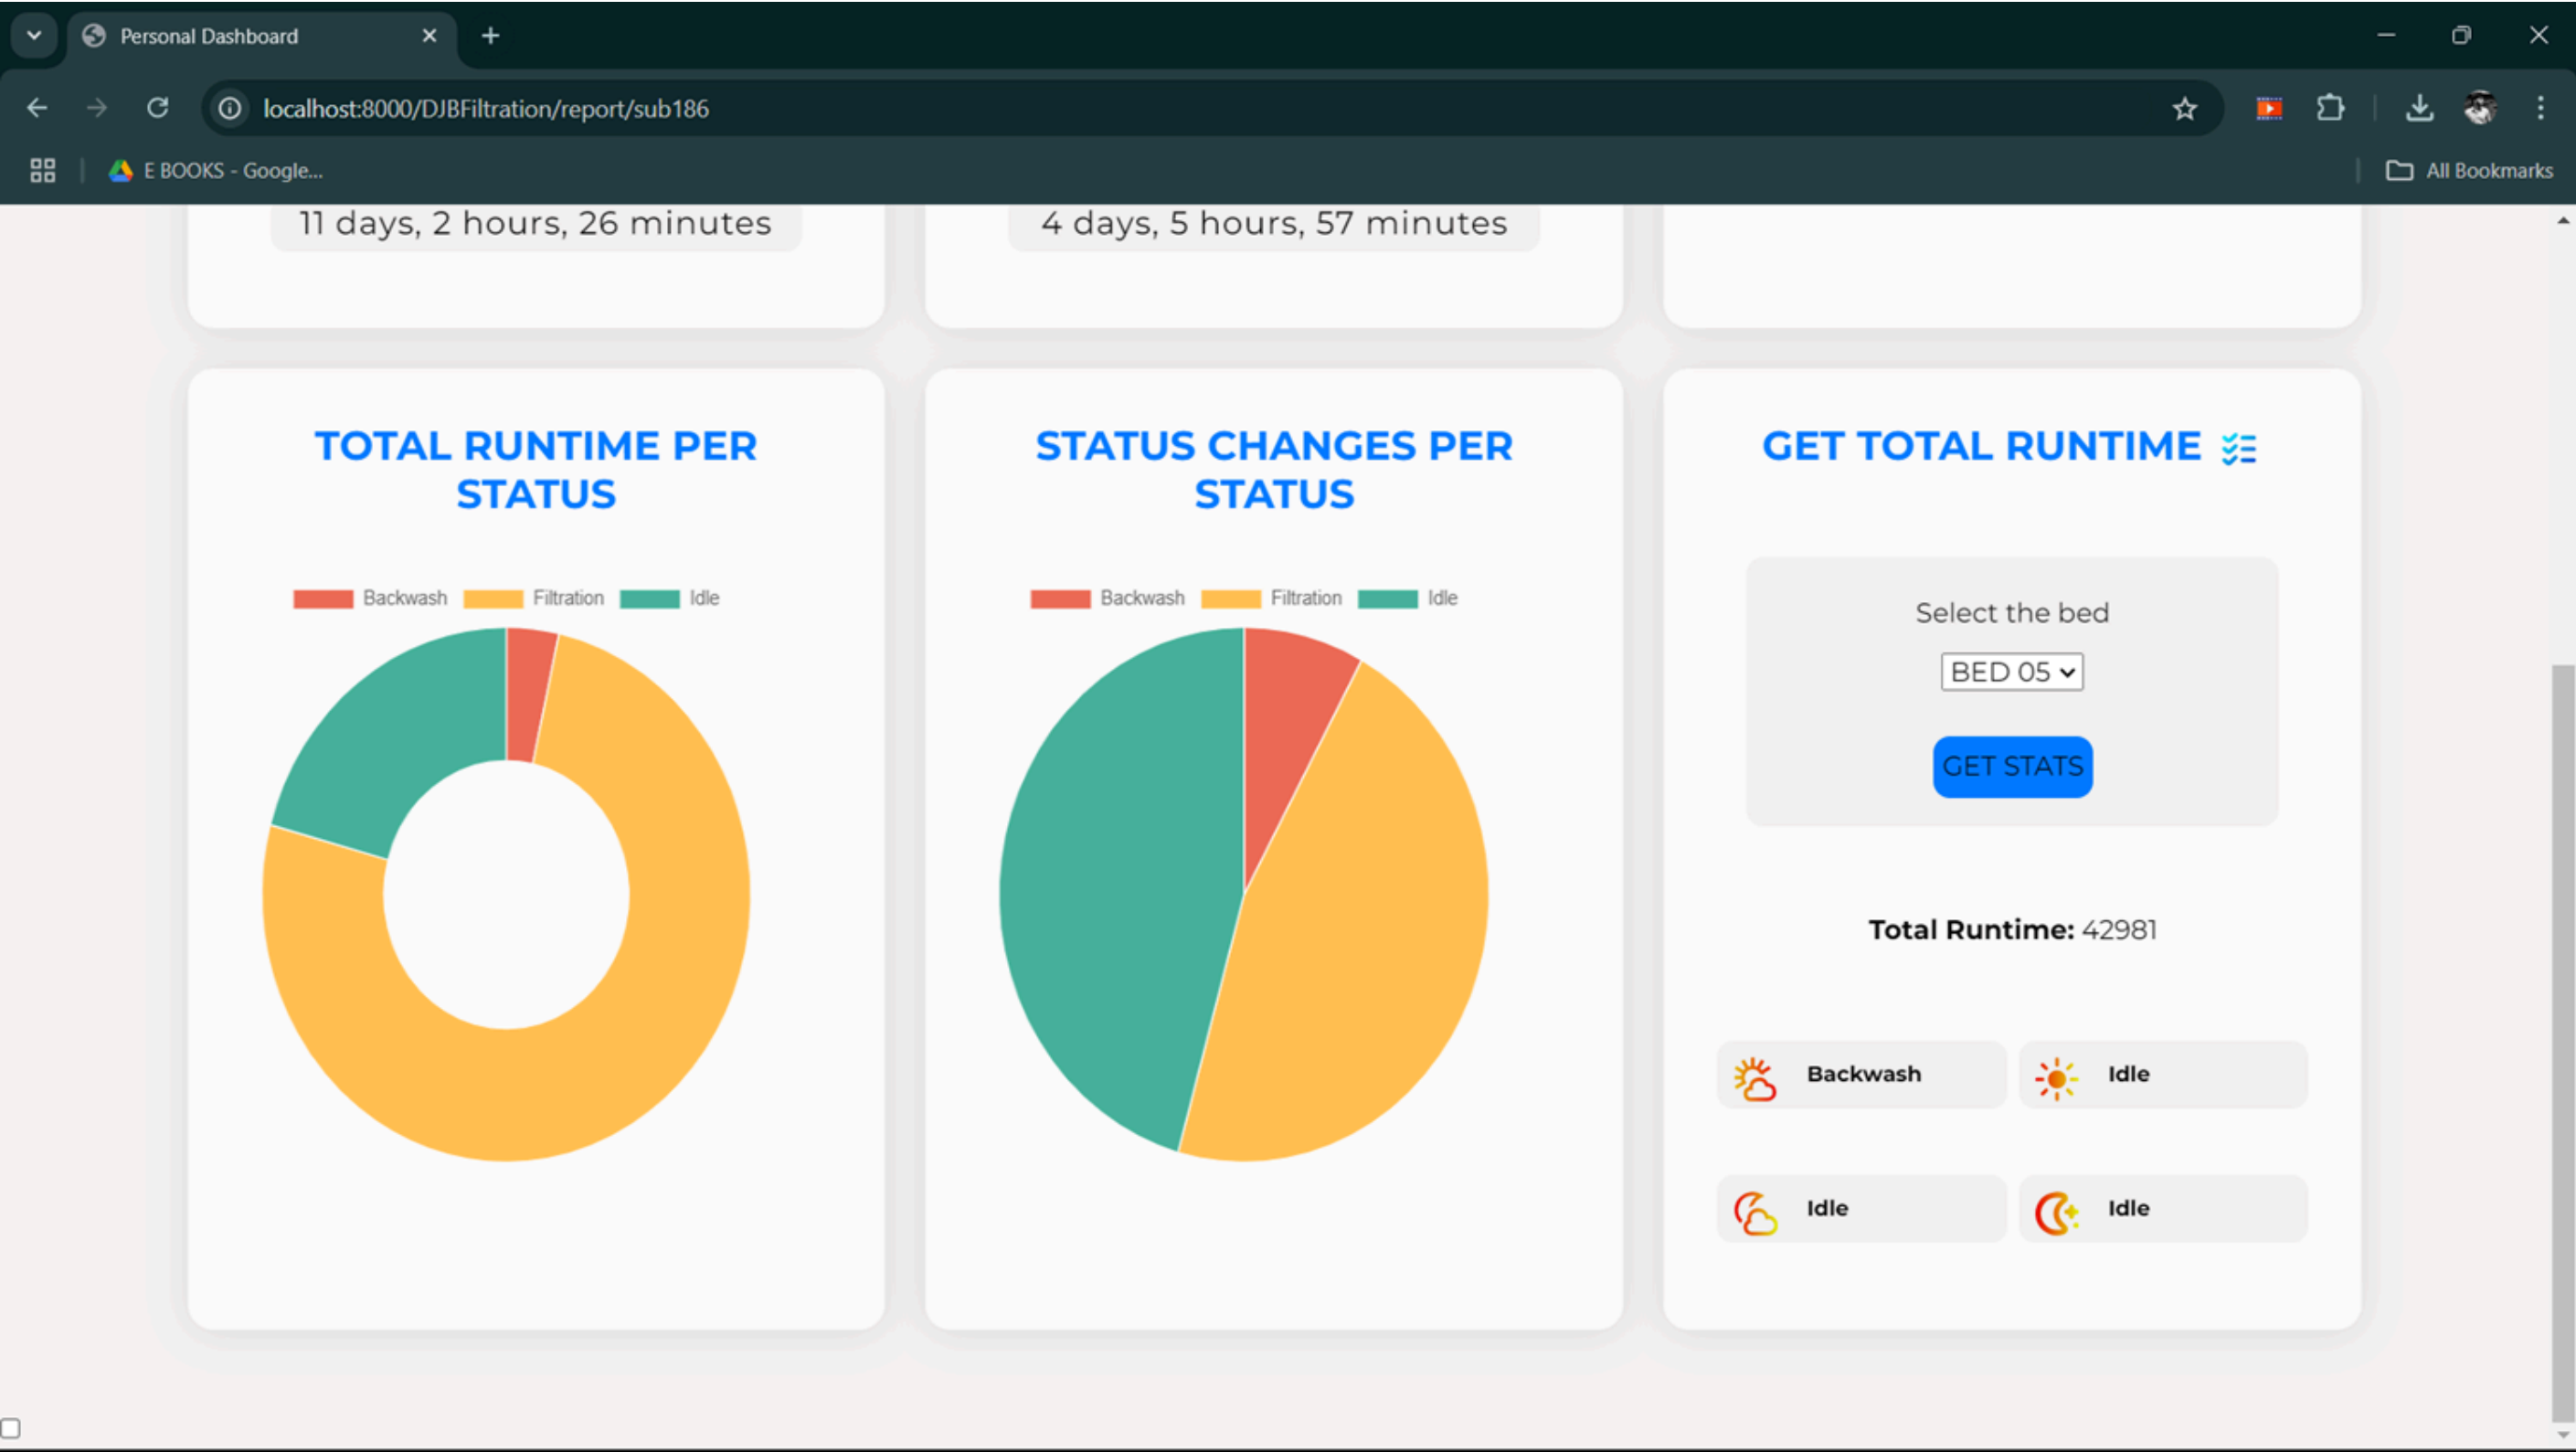 Personal Dashboard
localhost:8000/DJBFiltration/report/sub186
E BOOKS - Google...
All Bookmarks
11 days, 2 hours, 26 minutes
4 days, 5 hours, 57 minutes
TOTAL RUNTIME PER
STATUS
Backwash Filtration Idle
STATUS CHANGES PER
STATUS
Backwash Filtration Idle
GET TOTAL RUNTIME
Select the bed
BED 05
GET STATS
Total Runtime: 42981
Backwash
Idle
Idle
Idle